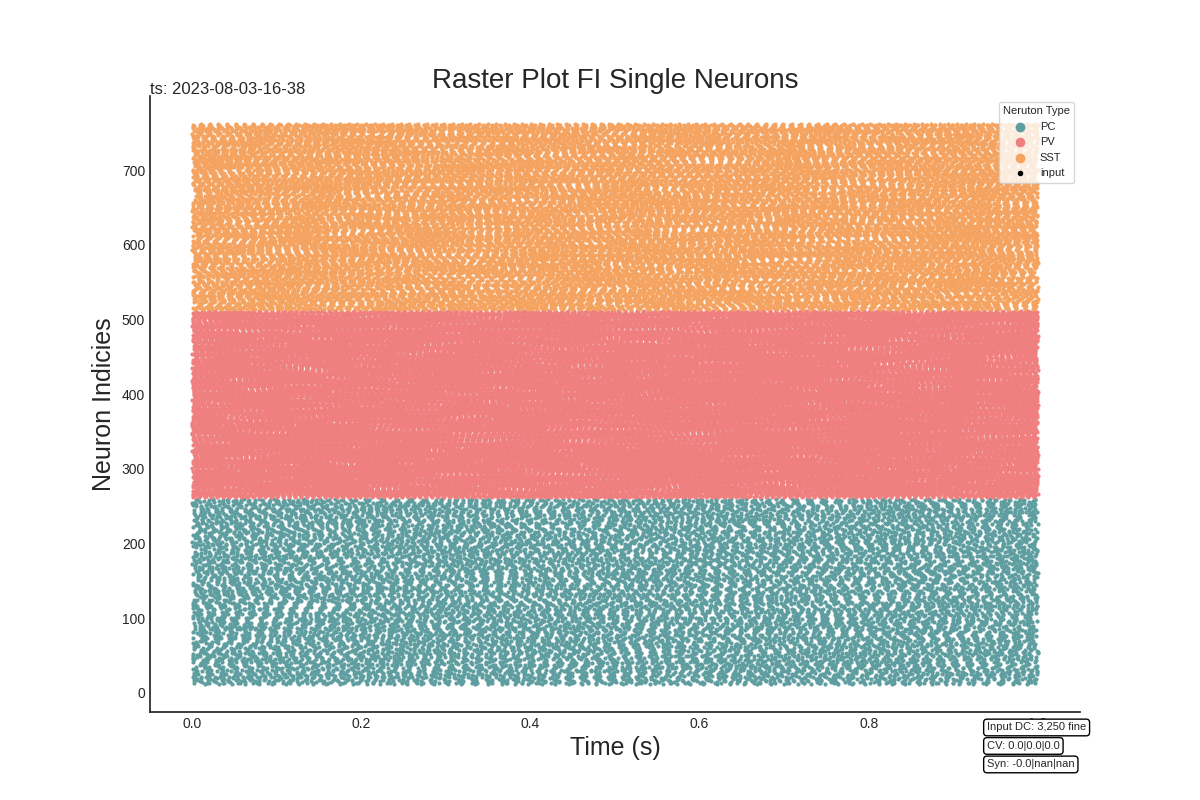 Raster Plot FI Single Neurons
ts: 2023-08-03-16-38
Neruton Type
PC
PV
SST
input
Neuron Indicies
700
600
500
400
300
200
100
0
0.0 0.2 0.4 0.6 0.8
Time (s)
Input DC: 3,250 fine
CV: 0.0|0.0|0.0
Syn: -0.0|nan|nan